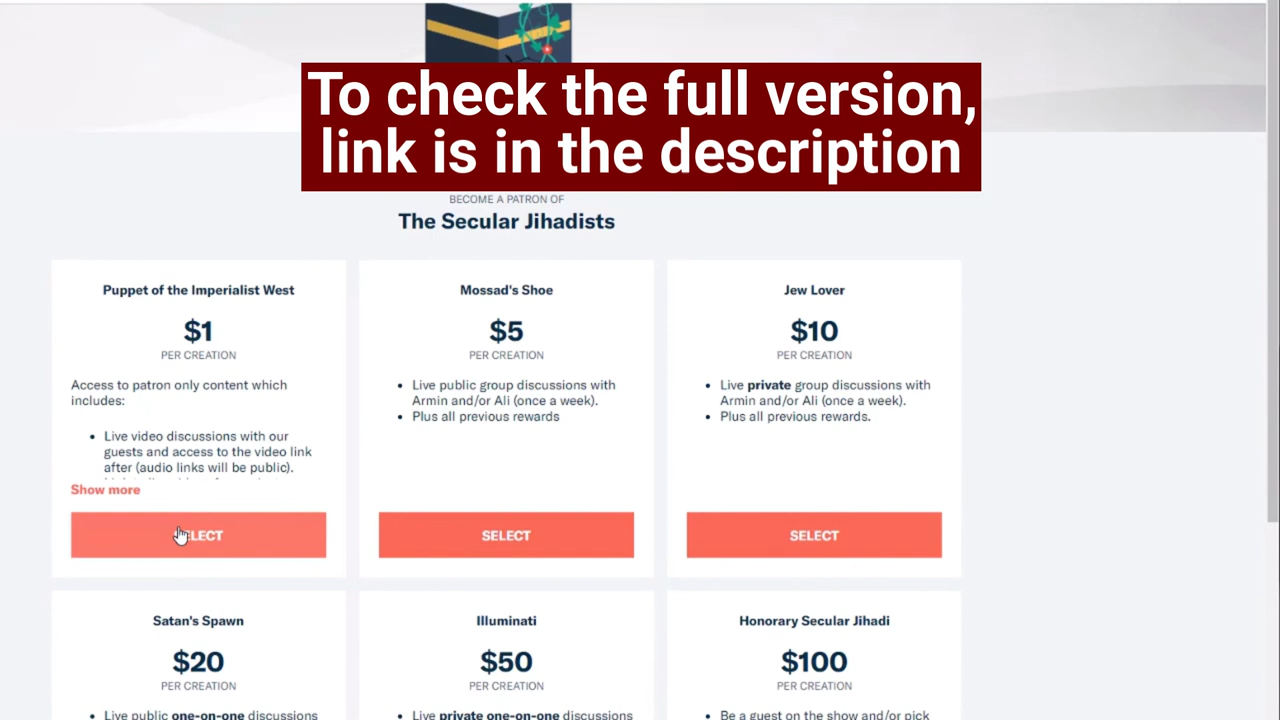 To check the full version,
link is in the description
BECOME A PATRON OF
The Secular Jihadists
Puppet of the Imperialist West
$1
PER CREATION
Access to patron only content which
includes:
• Live video discussions with our
guests and access to the video link
after (audio links will be public).
Show more
Mossad's Shoe
$5
PER CREATION
• Live public group discussions with
Armin and/or Ali (once a week).
• Plus all previous rewards
SELECT
Jew Lover
$10
PER CREATION
• Live private group discussions with
Armin and/or Ali (once a week).
• Plus all previous rewards.
SELECT
Satan's Spawn
$20
PER CREATION
• Live public one-on-one discussions
Illuminati
$50
PER CREATION
• Live private one-on-one discussions
Honorary Secular Jihadi
$100
PER CREATION
• Be a guest on the show and/or pick